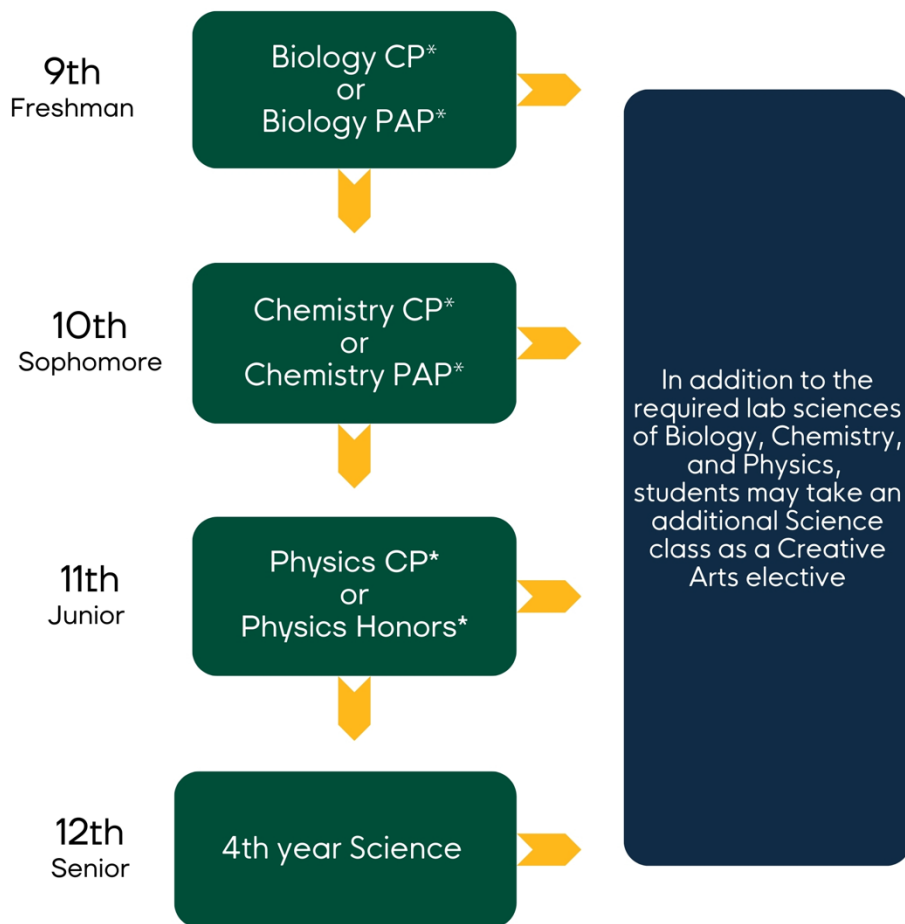 9th
Freshman
Biology CP*
or
Biology PAP*
10th
Sophomore
Chemistry CP*
or
Chemistry PAP*
11th
Junior
Physics CP*
or
Physics Honors*
12th
Senior
4th year Science
In addition to the
required lab sciences
of Biology, Chemistry,
and Physics,
students may take an
additional Science
class as a Creative
Arts elective